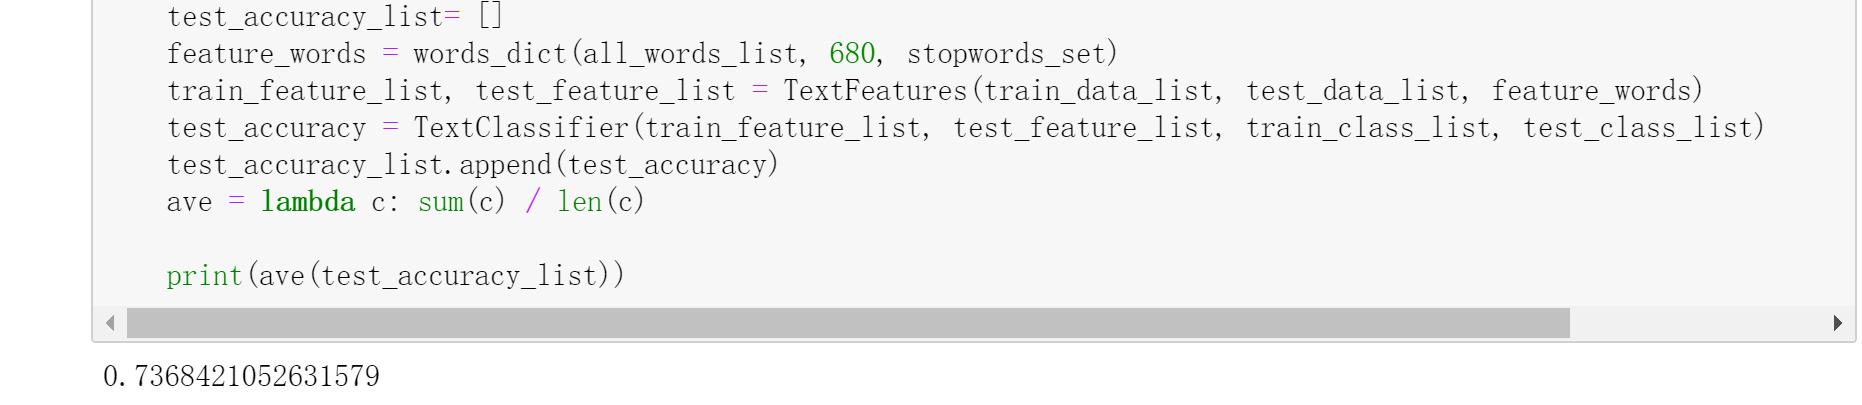 test_accuracy_list= []
feature_words = words_dict(all_words_list, 680, stopwords_set)
train_feature_list, test_feature_list = TextFeatures(train_data_list, test_data_list, feature_words)
test_accuracy = TextClassifier(train_feature_list, test_feature_list, train_class_list, test_class_list)
test_accuracy_list.append(test_accuracy)
ave = lambda c: sum(c) / len(c)
print(ave(test_accuracy_list))
0.7368421052631579